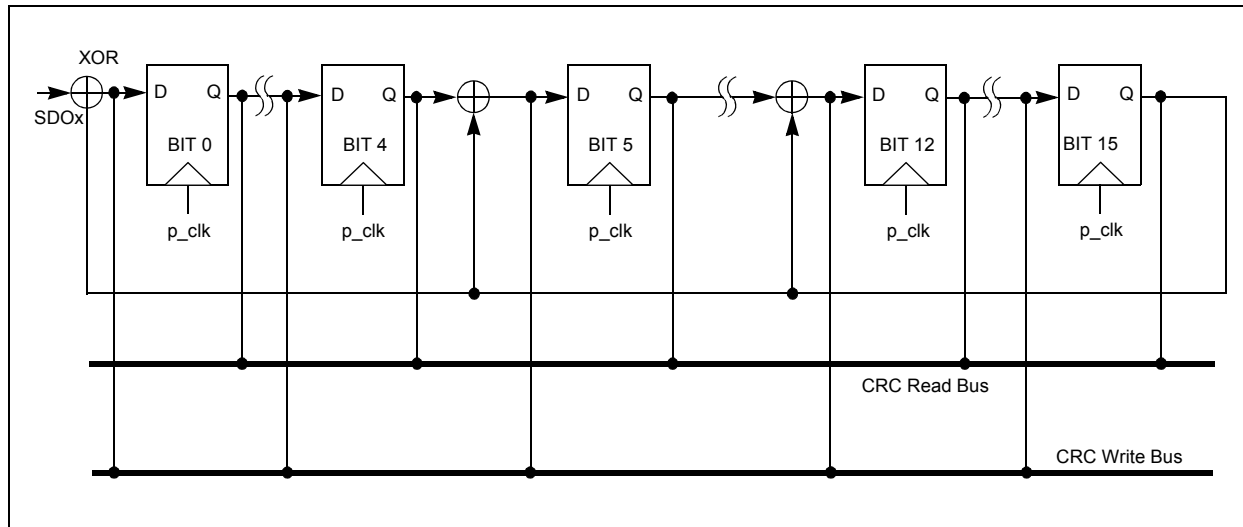 XOR
SDOx
D Q
BIT 0
p_clk
D Q
BIT 4
p_clk
D Q
BIT 5
p_clk
D Q
BIT 12
p_clk
D Q
BIT 15
p_clk
CRC Read Bus
CRC Write Bus